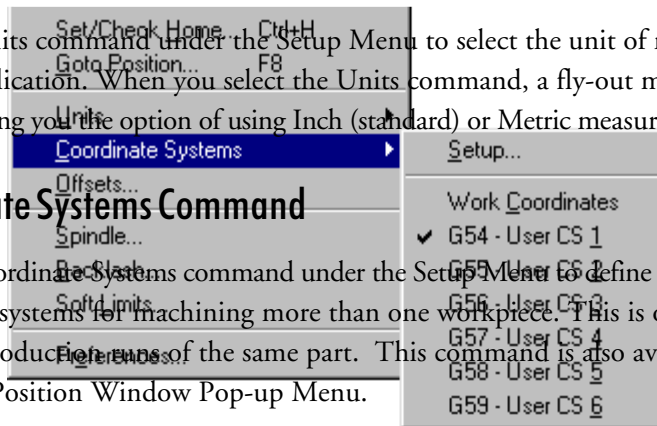 Set/Check Home... Ctrl+H
its command under the Setup Menu to select the unit of
Goto Position... F8
lication. When you select the Units command, a fly-out m
Units
ng you the option of using Inch (standard) or Metric measur
Coordinate Systems
Setup...
Offsets...
te Systems Command
Work Coordinates
Spindle...
G54 - User CS 1
Backlash...
ordinate Systems command under the Setup Menu to define
G55 - User CS 2
Soft Limits...
systems for machining more than one workpiece. This is
G56 - User CS 3
G57 - User CS 4
Preferences...
oduction runs of the same part. This command is also av
G58 - User CS 5
Position Window Pop-up Menu.
G59 - User CS 6